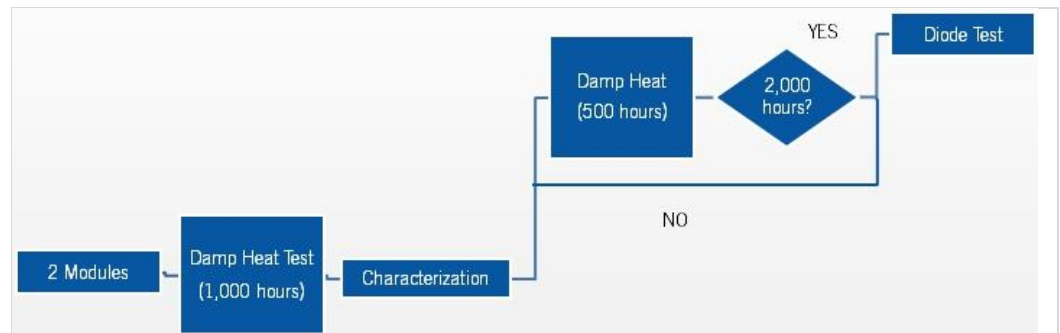 2 Modules
Damp Heat Test
(1,000 hours)
Characterization
Damp Heat
(500 hours)
2,000
hours?
YES
NO
Diode Test